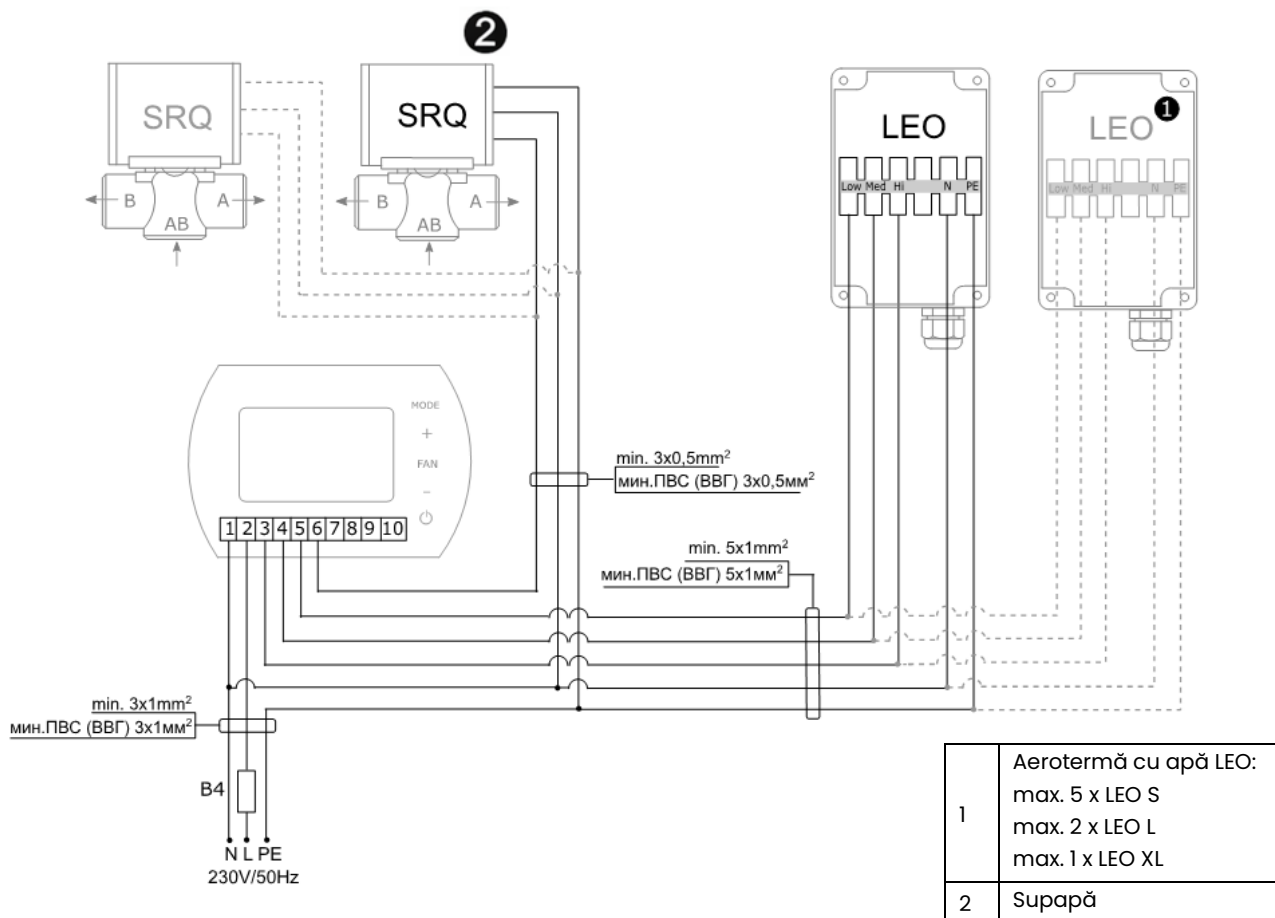 2
SRQ
SRQ
B
A
AB
B
A
AB
LEO
Low Med Hi N PE
LEO
1
Low Med Hi N PE
MODE
+
FAN
−
1 2 3 4 5 6 7 8 9 10
min. 3x0,5mm²
мин.ПВС (ВВГ) 3x0,5мм²
min. 5x1mm²
мин.ПВС (ВВГ) 5x1мм²
min. 3x1mm²
мин.ПВС (ВВГ) 3x1мм²
B4
N L PE
230V/50Hz
1
Aerotermă cu apă LEO:
max. 5 x LEO S
max. 2 x LEO L
max. 1 x LEO XL
2 Supapă